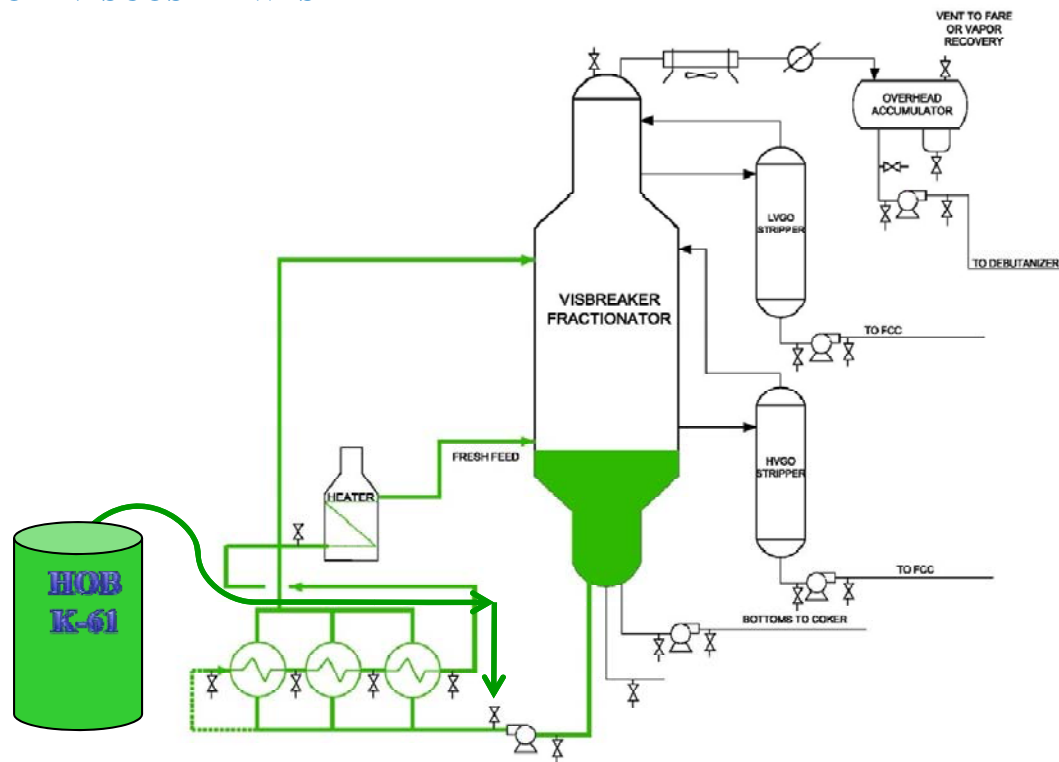 VENT TO FARE
OR VAPOR
RECOVERY
OVERHEAD
ACCUMULATOR
LVGO
STRIPPER
TO DEBUTANIZER
VISBREAKER
FRACTIONATOR
TO FCC
FRESH FEED
HVGO
STRIPPER
HEATER
HOB
K-61
TO FCC
BOTTOMS TO COKER